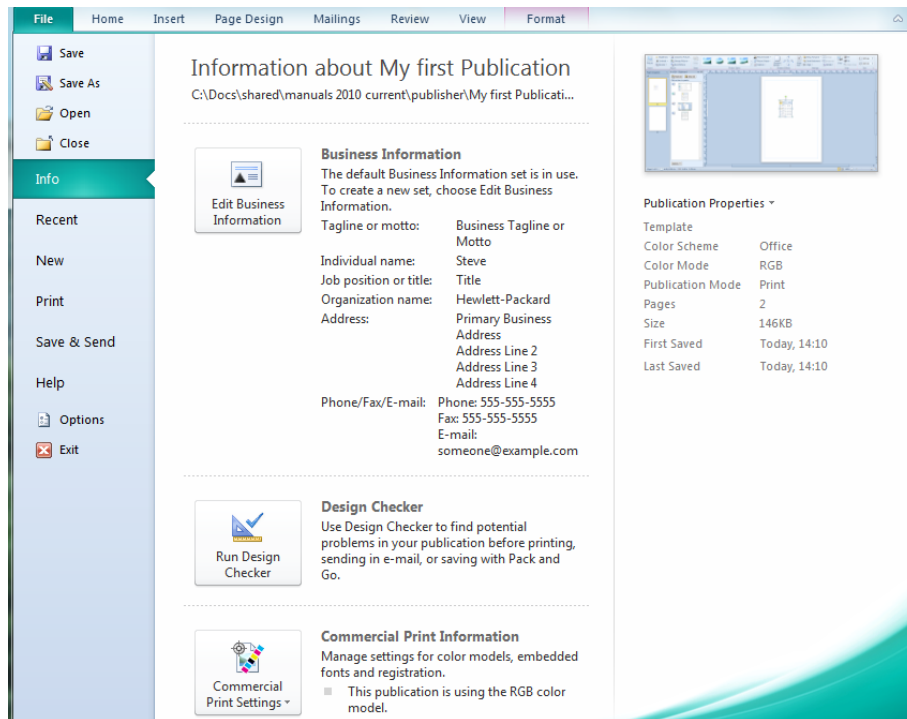 File Home Insert Page Design Mailings Review View Format
Save
Save As
Open
Close
Info
Recent
New
Print
Save & Send
Help
Options
Exit
Information about My first Publication
C:\Docs\shared\manuals 2010 current\publisher\My first Publicati...
Edit Business
Information
Business Information
The default Business Information set is in use.
To create a new set, choose Edit Business
Information.
Tagline or motto: Business Tagline or
Motto
Individual name: Steve
Job position or title: Title
Organization name: Hewlett-Packard
Address: Primary Business
Address
Address Line 2
Address Line 3
Address Line 4
Phone/Fax/E-mail: Phone: 555-555-5555
Fax: 555-555-5555
E-mail:
someone@example.com
Run Design
Checker
Design Checker
Use Design Checker to find potential
problems in your publication before printing,
sending in e-mail, or saving with Pack and
Go.
Commercial
Print Settings
Commercial Print Information
Manage settings for color models, embedded
fonts and registration.
This publication is using the RGB color
model.
Publication Properties
Template
Color Scheme Office
Color Mode RGB
Publication Mode Print
Pages 2
Size 146KB
First Saved Today, 14:10
Last Saved Today, 14:10